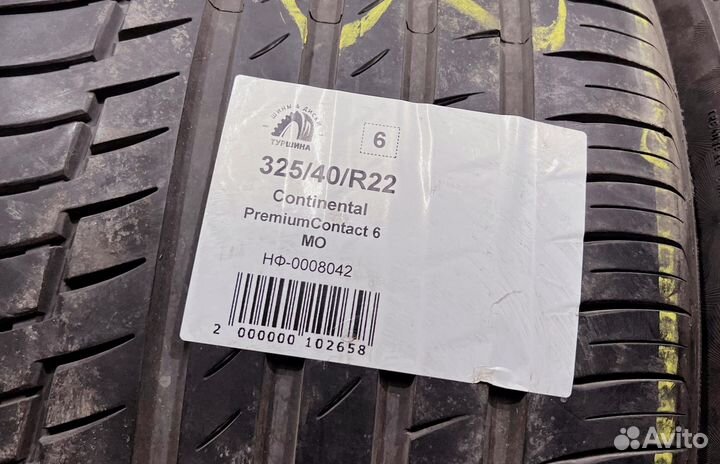 ШИНЫ & ДИСКИ
ТУРШИНА
6
325/40/R22
Continental
PremiumContact 6
MO
НФ-0008042
2 000000 102658
Avito